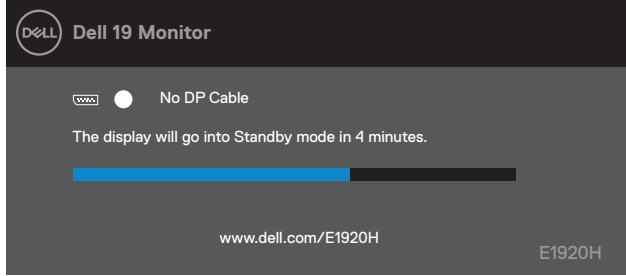 DELL Dell 19 Monitor
No DP Cable
The display will go into Standby mode in 4 minutes.
www.dell.com/E1920H
E1920H